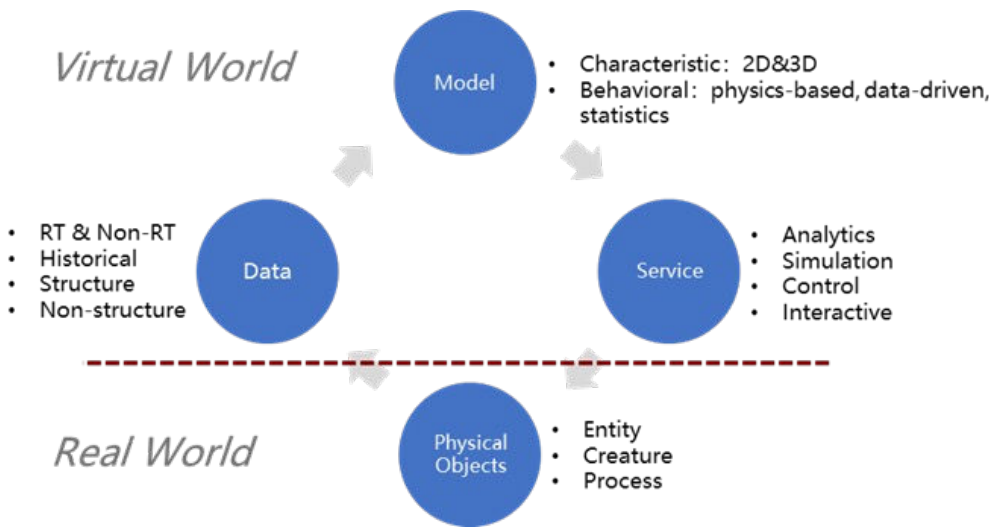 Virtual World
Model
• Characteristic: 2D&3D
• Behavioral: physics-based, data-driven,
statistics
• RT & Non-RT
• Historical
• Structure
• Non-structure
Data
Service
• Analytics
• Simulation
• Control
• Interactive
Real World
Physical
Objects
• Entity
• Creature
• Process